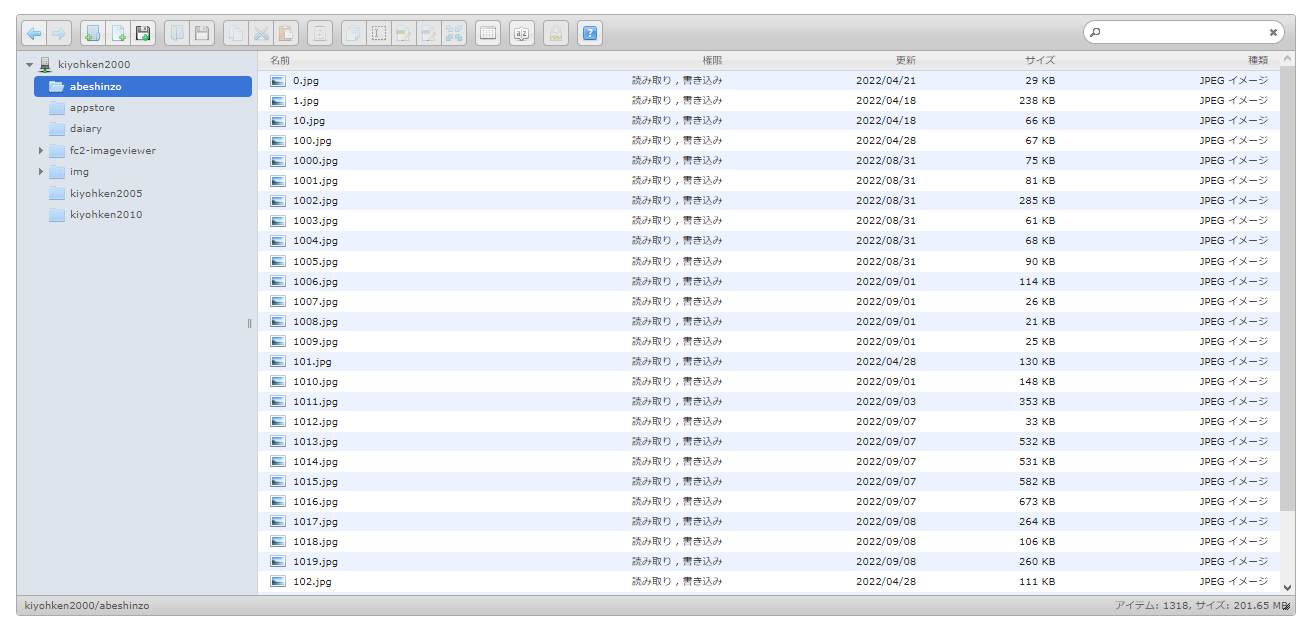 kiyohken2000
abeshinzo
appstore
daiary
fc2-imageviewer
img
kiyohken2005
kiyohken2010
名前 権限 更新 サイズ 種類
0.jpg 読み取り , 書き込み 2022/04/21 29 KB JPEG イメージ
1.jpg 読み取り , 書き込み 2022/04/18 238 KB JPEG イメージ
10.jpg 読み取り , 書き込み 2022/04/18 66 KB JPEG イメージ
100.jpg 読み取り , 書き込み 2022/04/28 67 KB JPEG イメージ
1000.jpg 読み取り , 書き込み 2022/08/31 75 KB JPEG イメージ
1001.jpg 読み取り , 書き込み 2022/08/31 81 KB JPEG イメージ
1002.jpg 読み取り , 書き込み 2022/08/31 285 KB JPEG イメージ
1003.jpg 読み取り , 書き込み 2022/08/31 61 KB JPEG イメージ
1004.jpg 読み取り , 書き込み 2022/08/31 68 KB JPEG イメージ
1005.jpg 読み取り , 書き込み 2022/08/31 90 KB JPEG イメージ
1006.jpg 読み取り , 書き込み 2022/09/01 114 KB JPEG イメージ
1007.jpg 読み取り , 書き込み 2022/09/01 26 KB JPEG イメージ
1008.jpg 読み取り , 書き込み 2022/09/01 21 KB JPEG イメージ
1009.jpg 読み取り , 書き込み 2022/09/01 25 KB JPEG イメージ
101.jpg 読み取り , 書き込み 2022/04/28 130 KB JPEG イメージ
1010.jpg 読み取り , 書き込み 2022/09/01 148 KB JPEG イメージ
1011.jpg 読み取り , 書き込み 2022/09/03 353 KB JPEG イメージ
1012.jpg 読み取り , 書き込み 2022/09/07 33 KB JPEG イメージ
1013.jpg 読み取り , 書き込み 2022/09/07 532 KB JPEG イメージ
1014.jpg 読み取り , 書き込み 2022/09/07 531 KB JPEG イメージ
1015.jpg 読み取り , 書き込み 2022/09/07 582 KB JPEG イメージ
1016.jpg 読み取り , 書き込み 2022/09/07 673 KB JPEG イメージ
1017.jpg 読み取り , 書き込み 2022/09/08 264 KB JPEG イメージ
1018.jpg 読み取り , 書き込み 2022/09/08 106 KB JPEG イメージ
1019.jpg 読み取り , 書き込み 2022/09/08 260 KB JPEG イメージ
102.jpg 読み取り , 書き込み 2022/04/28 111 KB JPEG イメージ
kiyohken2000/abeshinzo アイテム: 1318, サイズ: 201.65 MB